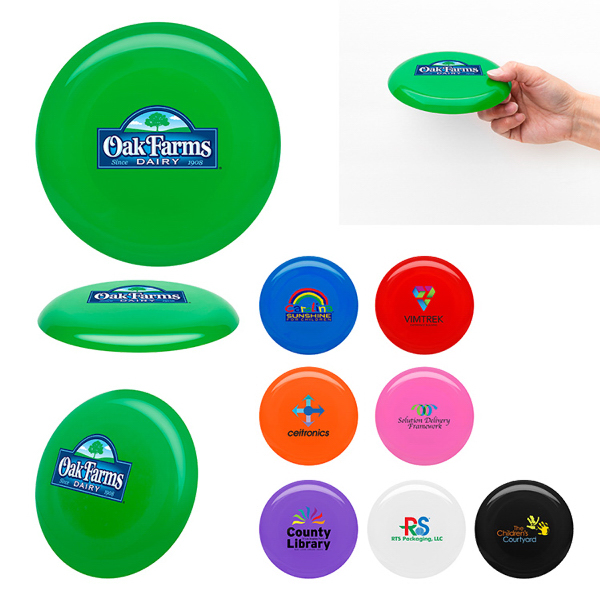 Oak Farms
Since DAIRY 1908
Oak Farms
DAIRY
Oak Farms
DAIRY
Oak Farms
Since DAIRY 1908
SUNSHINE
ViMTREK
ceitronics
Solution Delivery
Framework
County
Library
RS
RTS Packaging, LLC
The
Children's
Courtyard